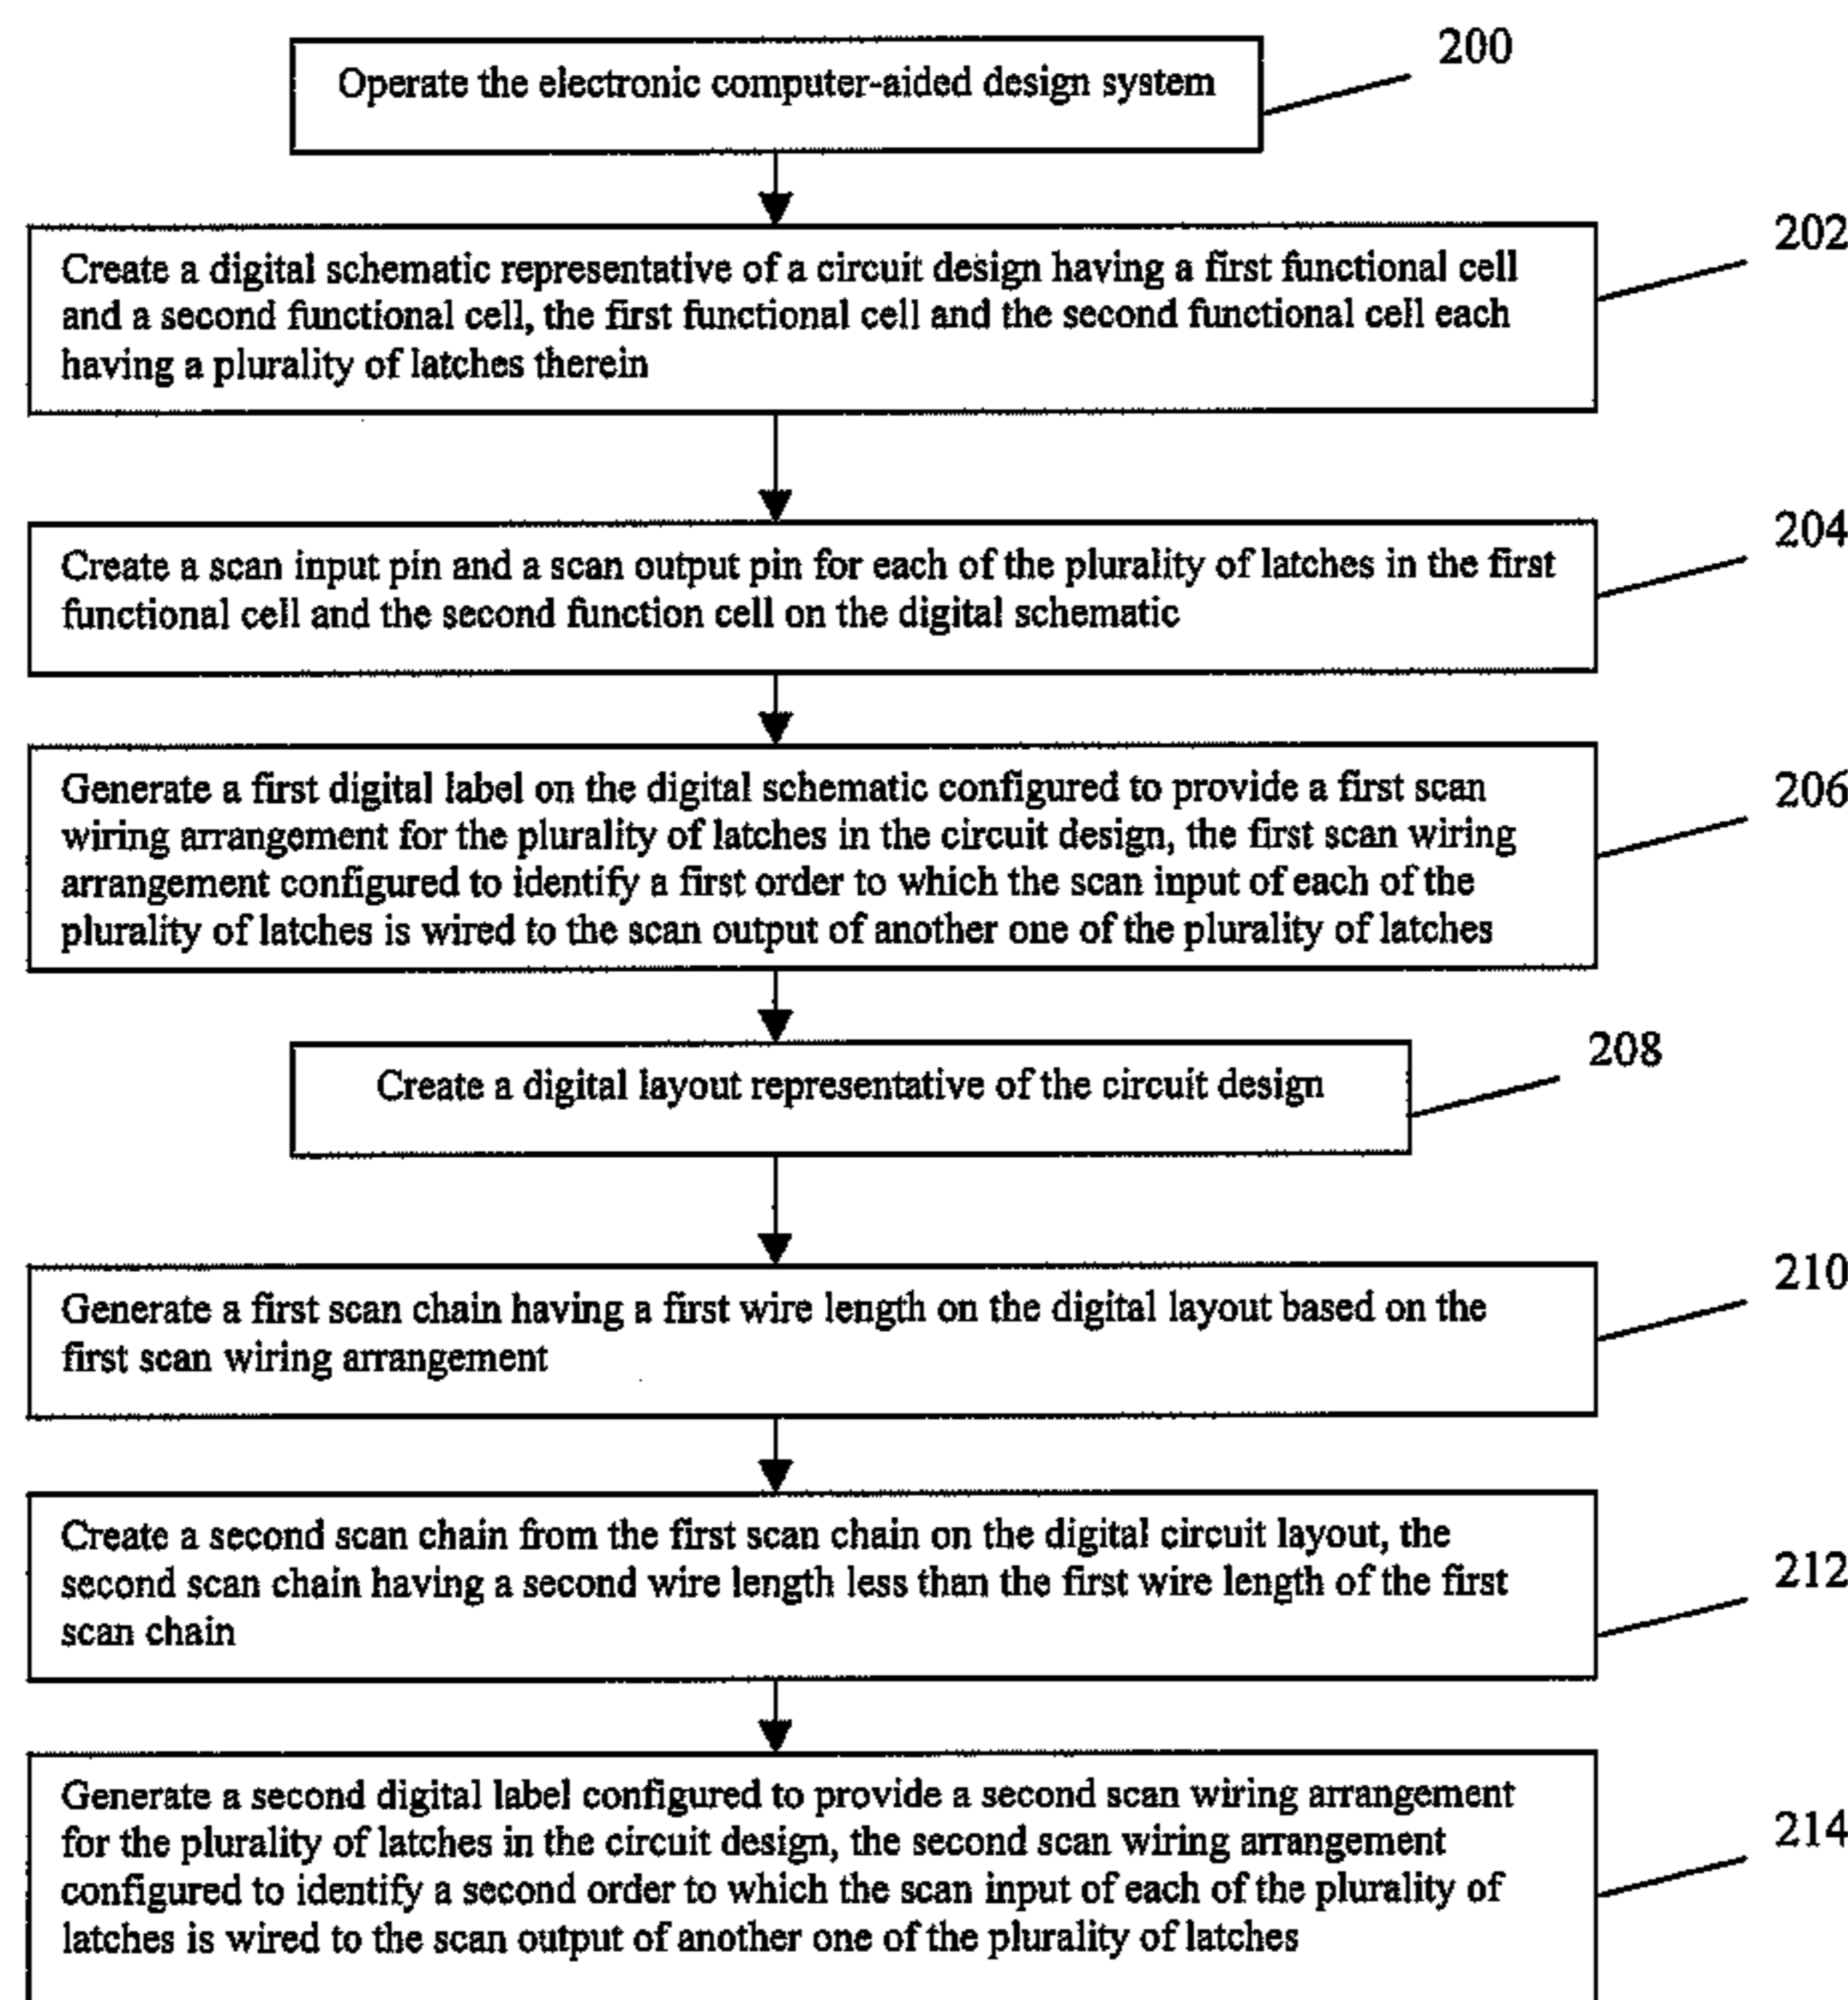 200
Operate the electronic computer-aided design system
202
Create a digital schematic representative of a circuit design having a first functional cell
and a second functional cell, the first functional cell and the second functional cell each
having a plurality of latches therein
204
Create a scan input pin and a scan output pin for each of the plurality of latches in the first
functional cell and the second function cell on the digital schematic
206
Generate a first digital label on the digital schematic configured to provide a first scan
wiring arrangement for the plurality of latches in the circuit design, the first scan wiring
arrangement configured to identify a first order to which the scan input of each of the
plurality of latches is wired to the scan output of another one of the plurality of latches
208
Create a digital layout representative of the circuit design
210
Generate a first scan chain having a first wire length on the digital layout based on the
first scan wiring arrangement
212
Create a second scan chain from the first scan chain on the digital circuit layout, the
second scan chain having a second wire length less than the first wire length of the first
scan chain
214
Generate a second digital label configured to provide a second scan wiring arrangement
for the plurality of latches in the circuit design, the second scan wiring arrangement
configured to identify a second order to which the scan input of each of the plurality of
latches is wired to the scan output of another one of the plurality of latches